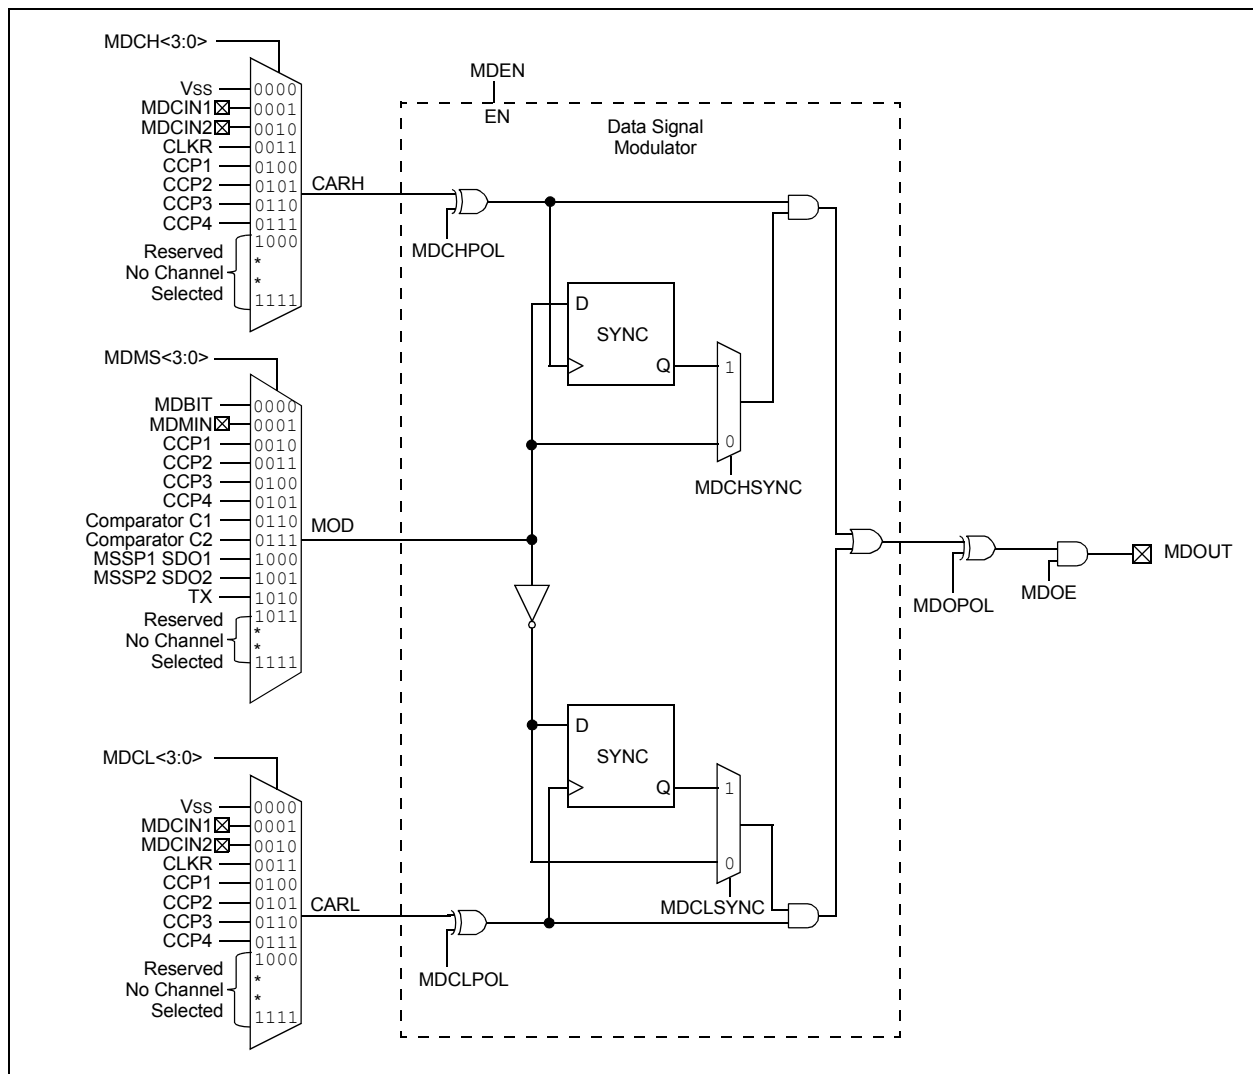 MDCH<3:0>
VSS
0000
MDCIN1
0001
MDCIN2
0010
CLKR
0011
CCP1
0100
CCP2
0101
CCP3
0110
CCP4
0111
Reserved
No Channel
Selected
1000
*
*
1111
CARH
MDEN
EN
Data Signal
Modulator
MDCHPOL
D
SYNC
Q
1
0
MDCHSYNC
MDMS<3:0>
MDBIT
0000
MDMIN
0001
CCP1
0010
CCP2
0011
CCP3
0100
CCP4
0101
Comparator C1
0110
Comparator C2
0111
MSSP1 SDO1
1000
MSSP2 SDO2
1001
TX
1010
Reserved
No Channel
Selected
1011
*
*
1111
MOD
MDOPOL
MDOE
MDOUT
D
SYNC
Q
1
0
MDCLSYNC
MDCL<3:0>
VSS
0000
MDCIN1
0001
MDCIN2
0010
CLKR
0011
CCP1
0100
CCP2
0101
CCP3
0110
CCP4
0111
Reserved
No Channel
Selected
1000
*
*
1111
CARL
MDCLPOL